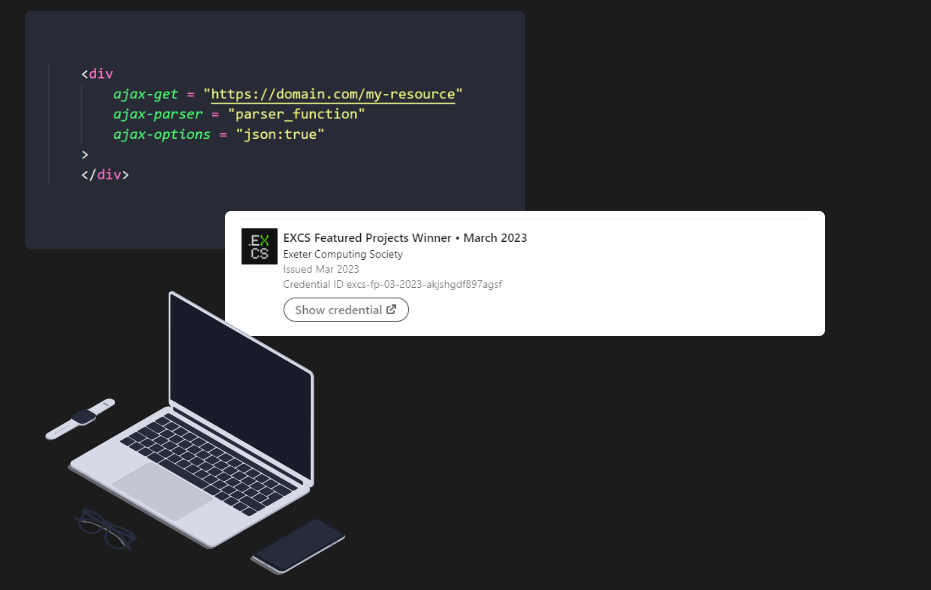 <div
ajax-get = "https://domain.com/my-resource"
ajax-parser = "parser_function"
ajax-options = "json:true"
>
</div>
.EX
CS
EXCS Featured Projects Winner • March 2023
Exeter Computing Society
Issued Mar 2023
Credential ID excs-fp-03-2023-akjshgdf897agsf
Show credential